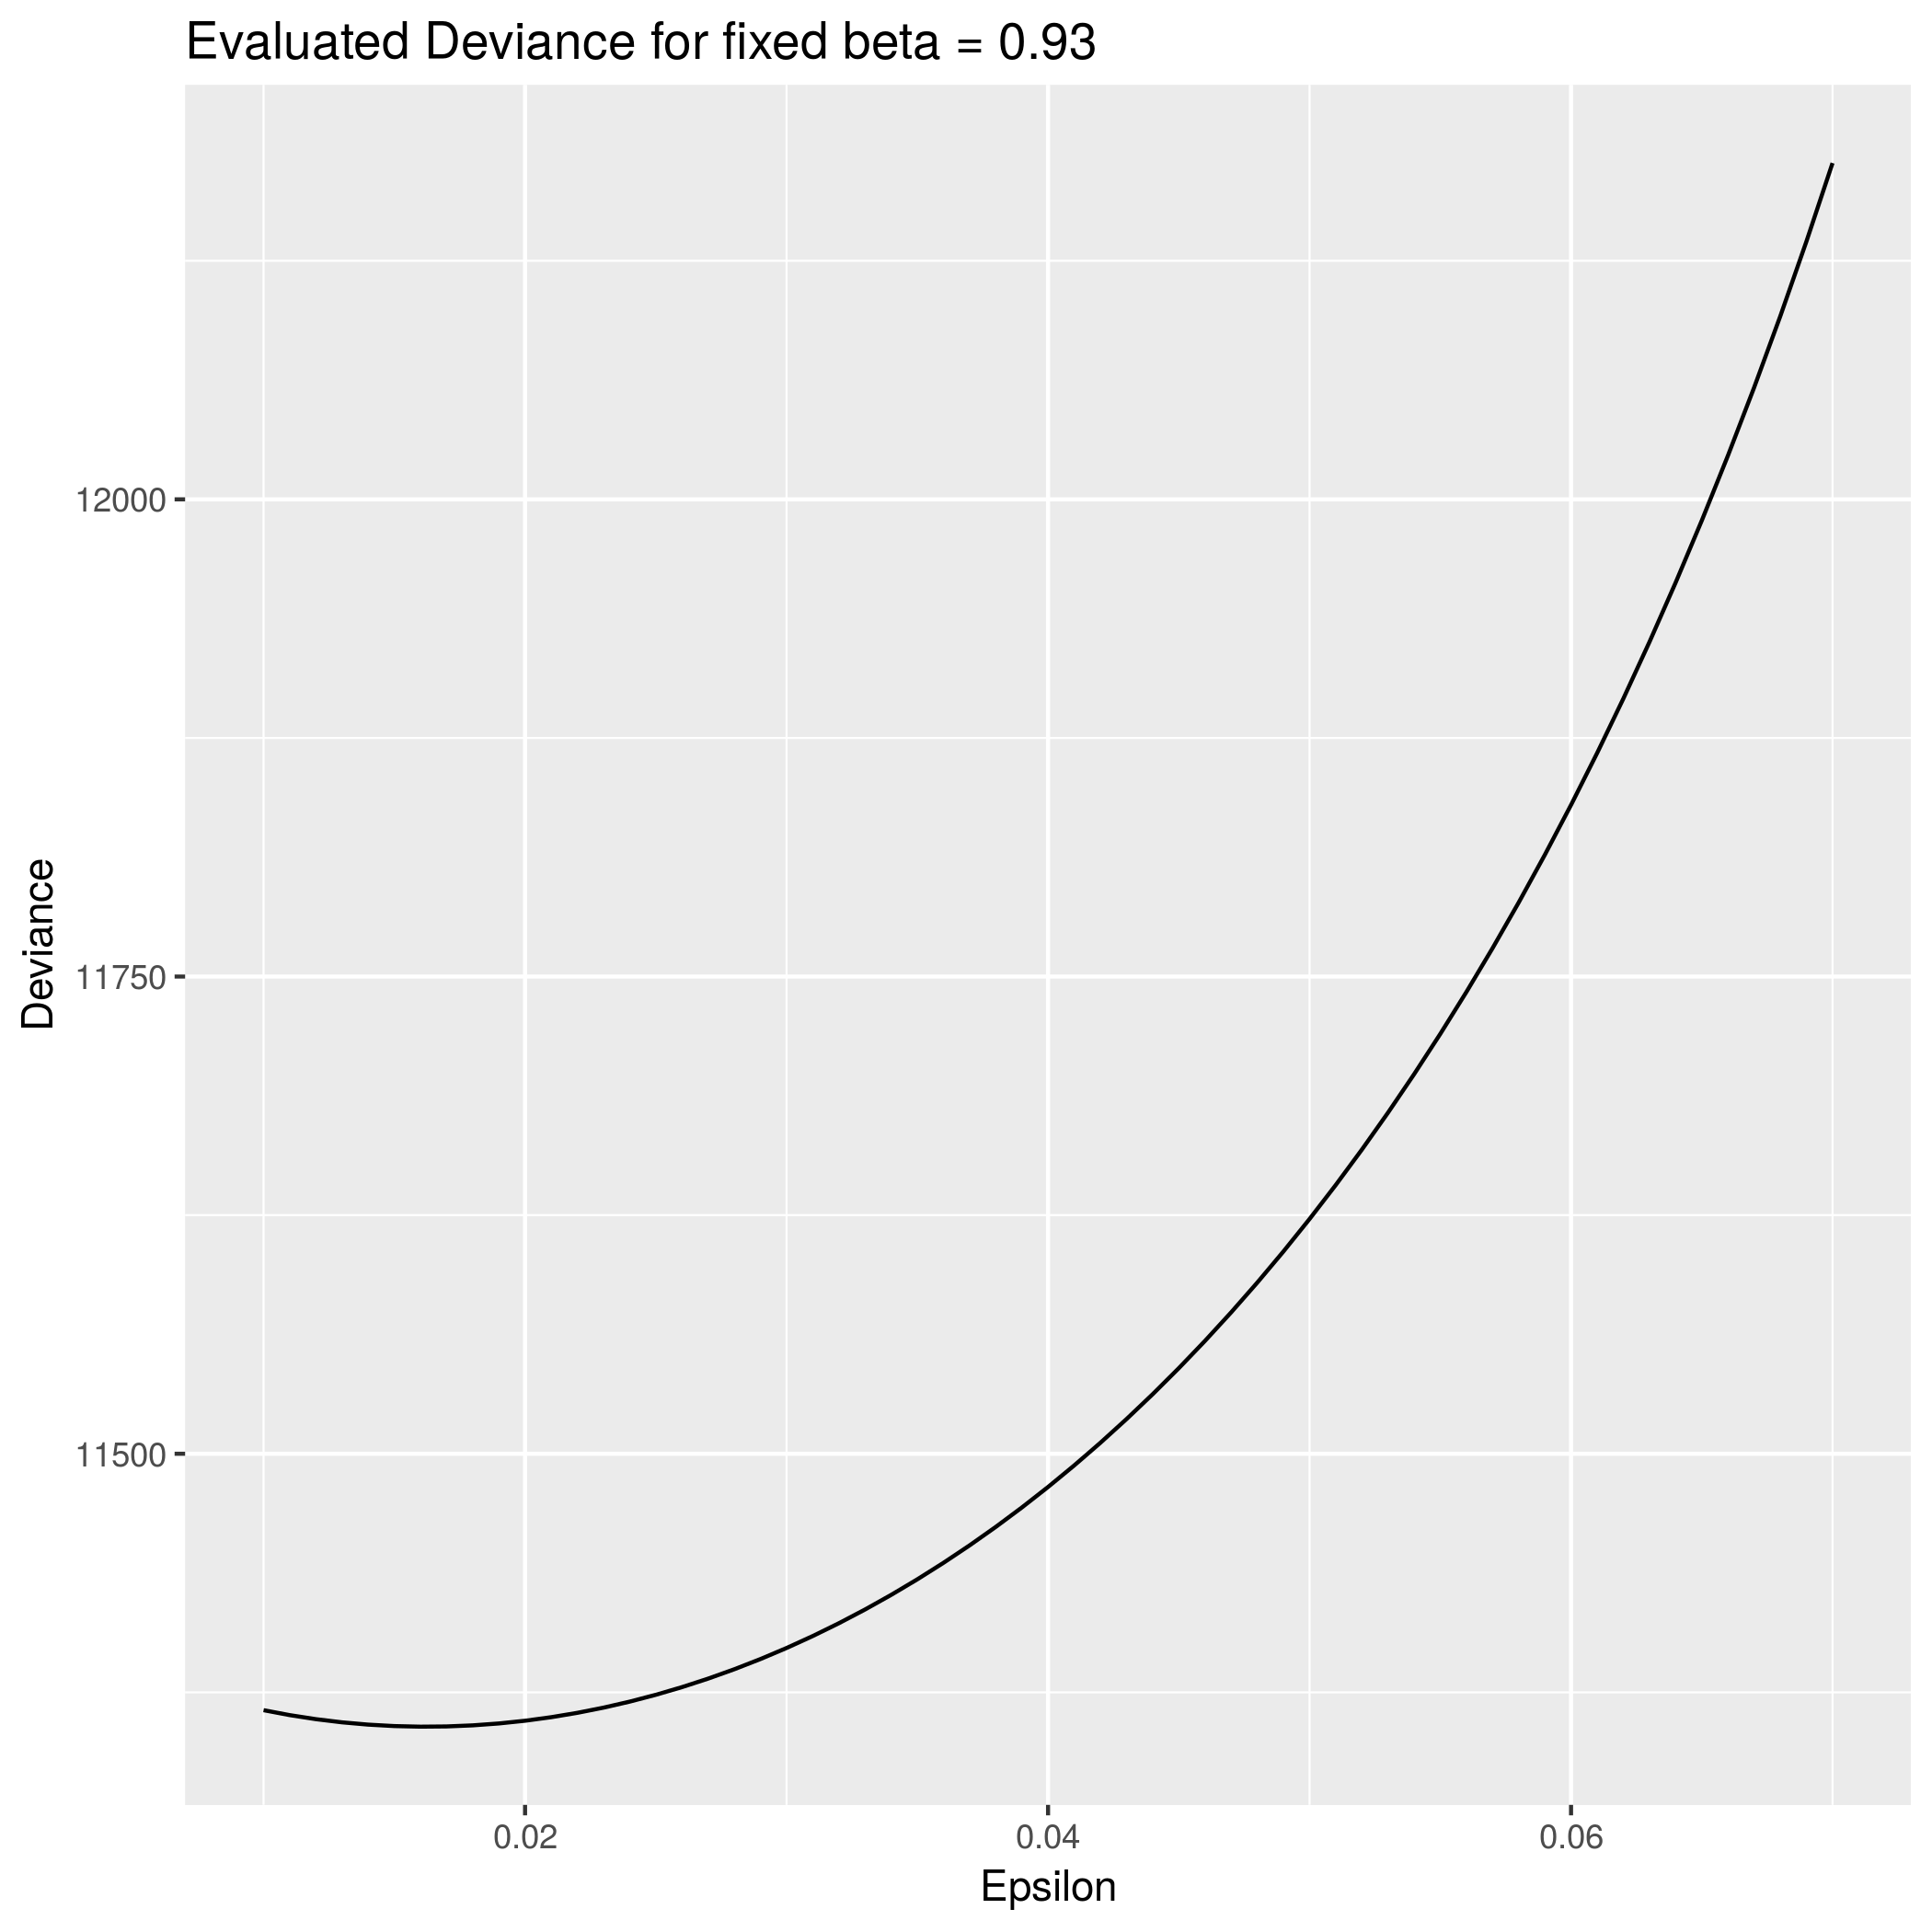 Evaluated Deviance for fixed beta = 0.93
Deviance
12000
11750
11500
0.02 0.04 0.06
Epsilon